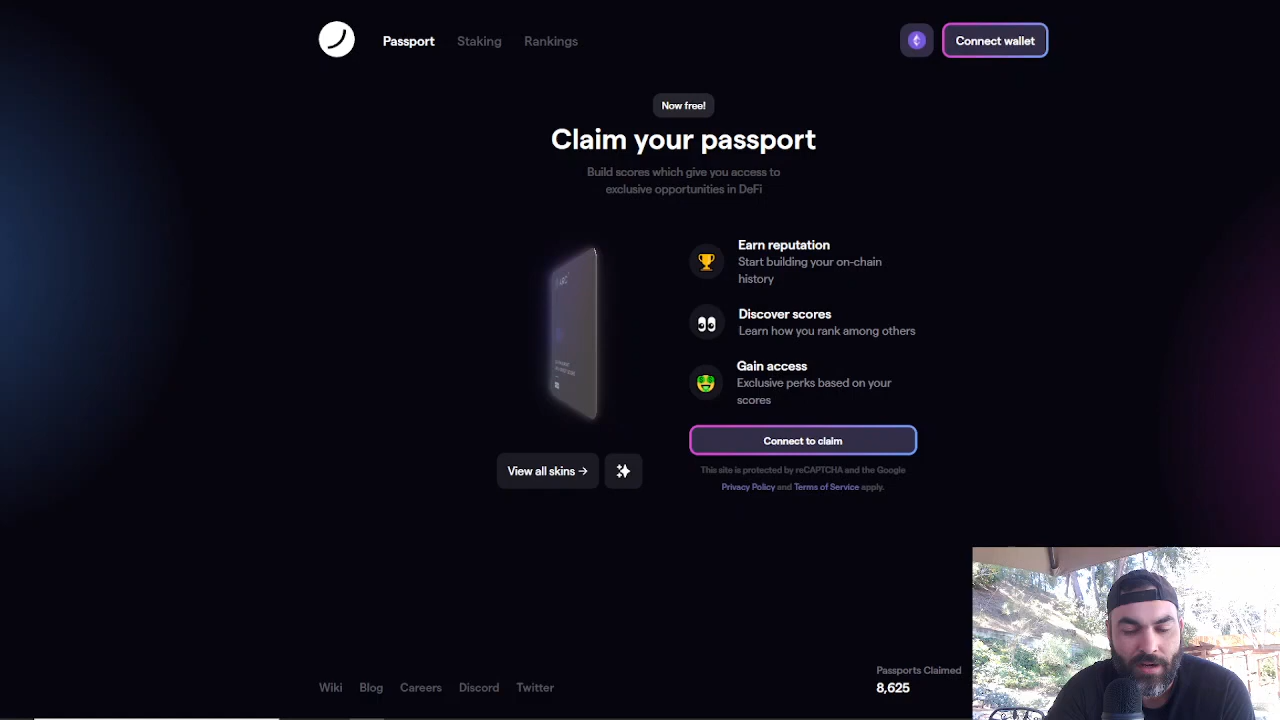 Passport
Staking
Rankings
Connect wallet
Now free!
Claim your passport
Build scores which give you access to
exclusive opportunities in DeFi
Earn reputation
Start building your on-chain
history
Discover scores
Learn how you rank among others
Gain access
Exclusive perks based on your
scores
Connect to claim
This site is protected by reCAPTCHA and the Google
Privacy Policy and Terms of Service apply.
View all skins →
Wiki
Blog
Careers
Discord
Twitter
Passports Claimed
8,625